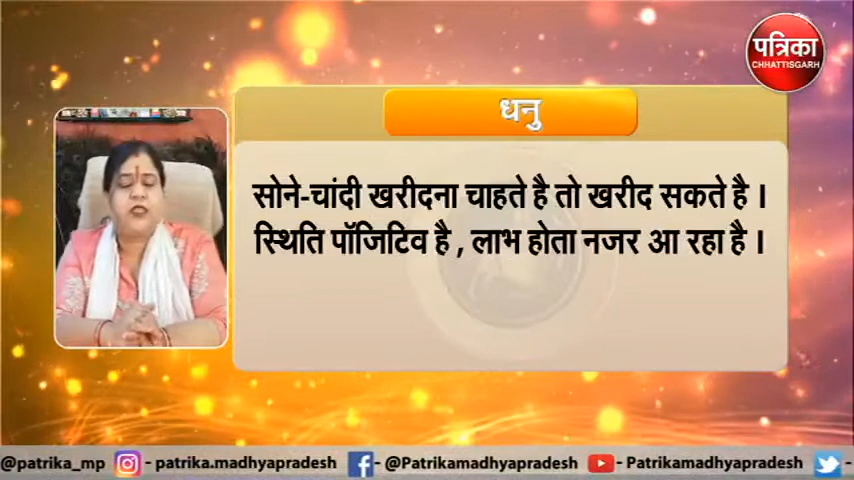 पत्रिका
CHHATTISGARH
धनु
सोने-चांदी खरीदना चाहते है तो खरीद सकते है ।
स्थिति पॉजिटिव है , लाभ होता नजर आ रहा है ।
@patrika_mp - patrika.madhyapradesh - @Patrikamadhyapradesh - Patrikamadhyapradesh -